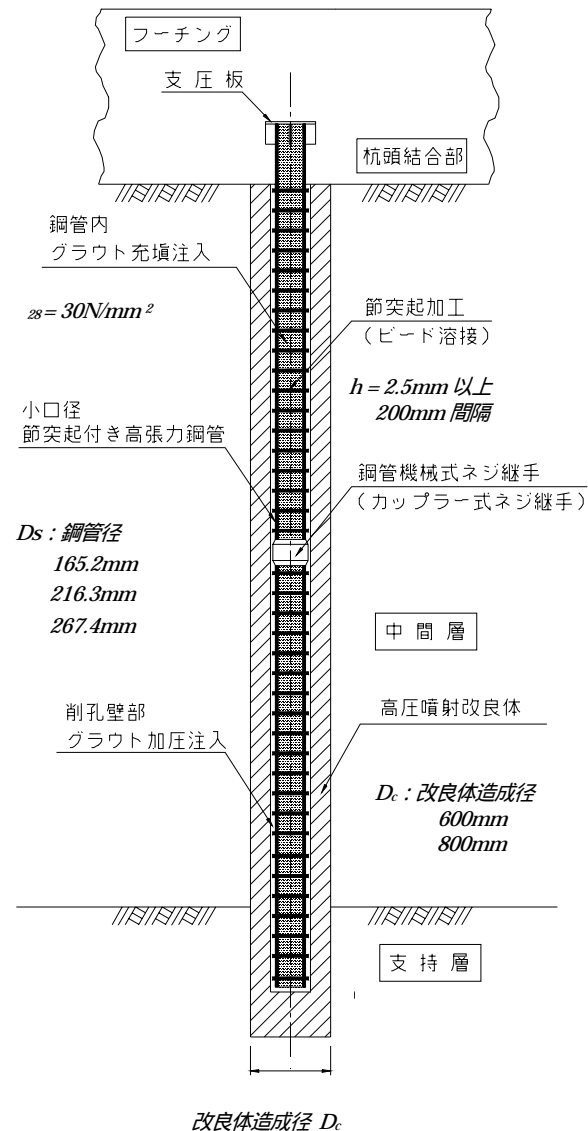 フーチング
支圧板
杭頭結合部
鋼管内
グラウト充塡注入
28 = 30N/mm²
節突起加工
(ビード溶接)
h = 2.5mm 以上
200mm 間隔
小口径
節突起付き高張力鋼管
鋼管機械式ネジ継手
(カップラー式ネジ継手)
Ds : 鋼管径
165.2mm
216.3mm
267.4mm
中間層
削孔壁部
グラウト加圧注入
高圧噴射改良体
Dc : 改良体造成径
600mm
800mm
支持層
改良体造成径 Dc